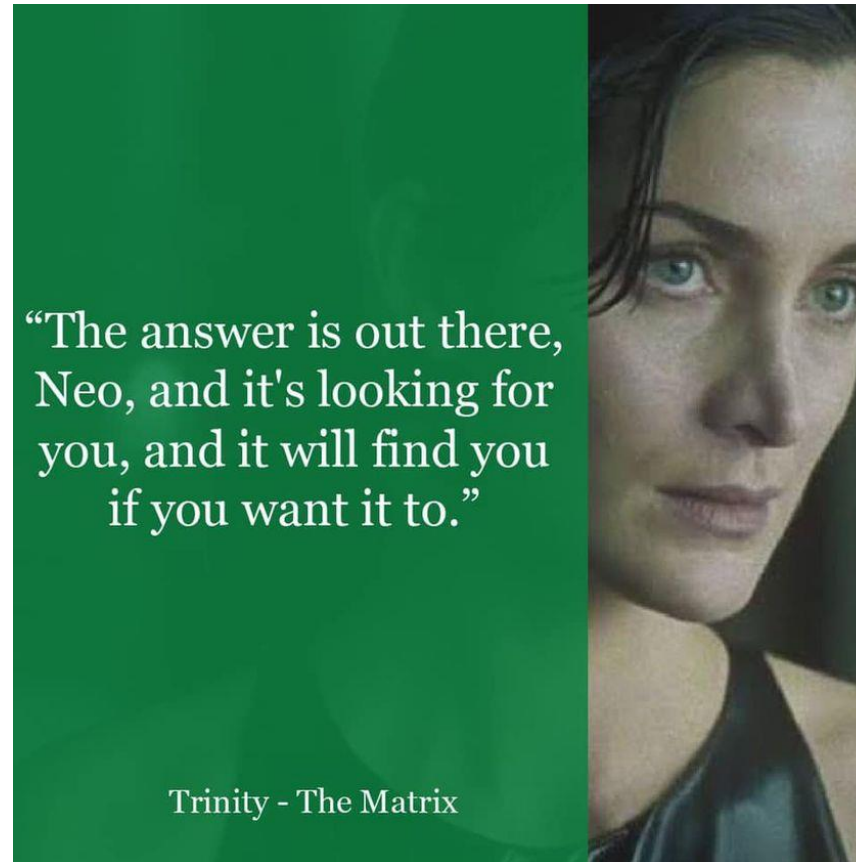 “The answer is out there,
Neo, and it's looking for
you, and it will find you
if you want it to.”
Trinity - The Matrix